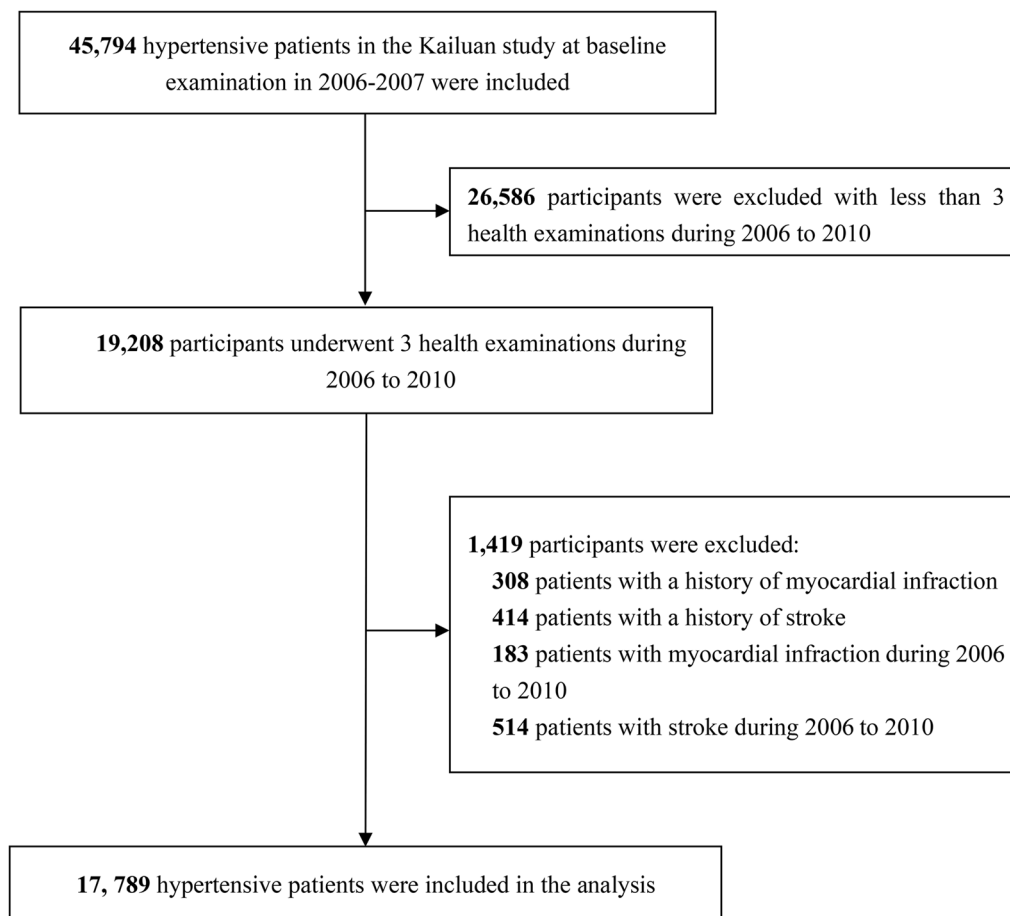 45,794 hypertensive patients in the Kailuan study at baseline
examination in 2006-2007 were included
26,586 participants were excluded with less than 3
health examinations during 2006 to 2010
19,208 participants underwent 3 health examinations during
2006 to 2010
1,419 participants were excluded:
308 patients with a history of myocardial infraction
414 patients with a history of stroke
183 patients with myocardial infraction during 2006
to 2010
514 patients with stroke during 2006 to 2010
17, 789 hypertensive patients were included in the analysis